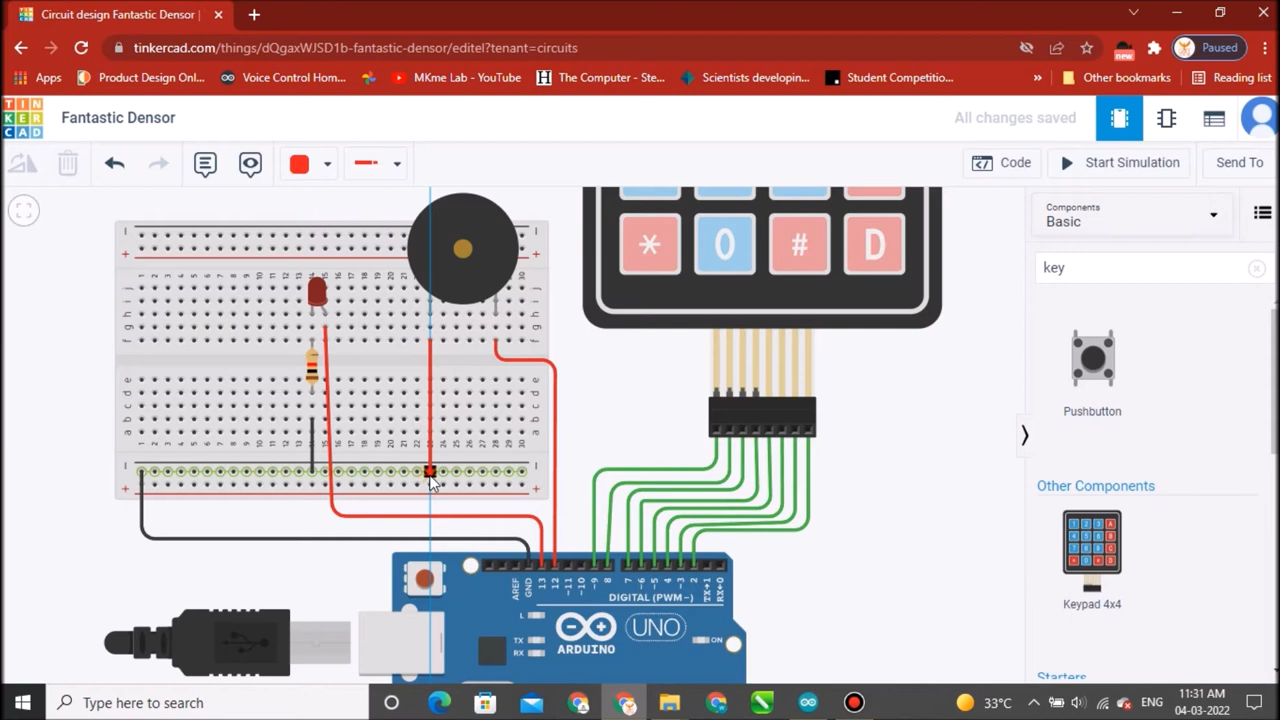 Circuit design Fantastic Densor |
tinkercad.com/things/dQgaxWJSD1b-fantastic-densor/editel?tenant=circuits
Paused
new
Apps
Product Design Onl...
Voice Control Hom...
MKme Lab - YouTube
H
The Computer - Ste...
Scientists developin...
Student Competitio...
»
Other bookmarks
Reading list
TIN
KER
CAD
Fantastic Densor
All changes saved
Code
Start Simulation
Send To
Components
Basic
key
* 0 # D
Pushbutton
Other Components
Keypad 4x4
Starters
j
i
h
g
f
e
d
c
b
a
AREF
GND
13
12
~11
~10
~9
8
7
~6
~5
4
~3
2
TX→1
RX←0
DIGITAL (PWM~)
L
TX
RX
UNO
ARDUINO
ON
Type here to search
33°C
ENG
11:31 AM
04-03-2022